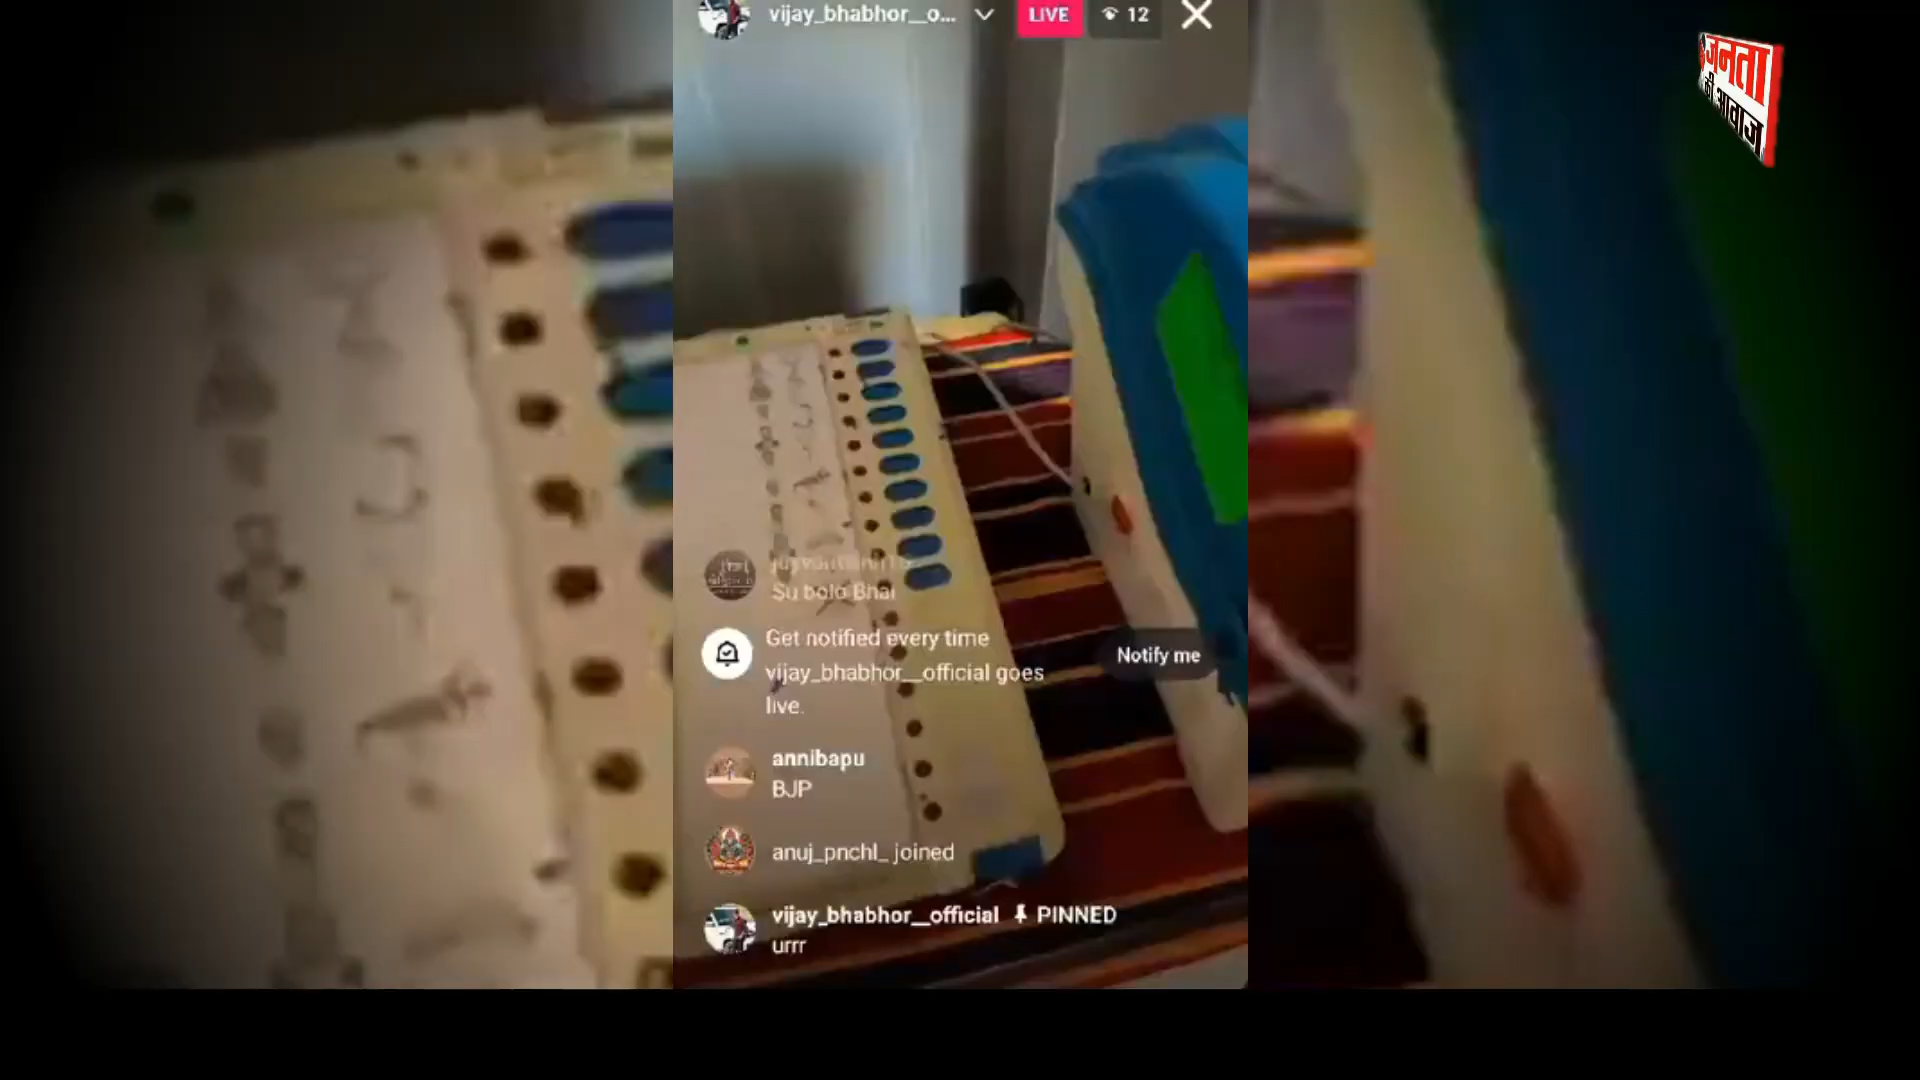 vijay_bhabhor__o...
LIVE
12
जनता
की आवाज
Su bolo Bhai
Get notified every time
vijay_bhabhor__official goes
live.
Notify me
annibapu
BJP
anuj_pnchl_ joined
vijay_bhabhor__official PINNED
urrr